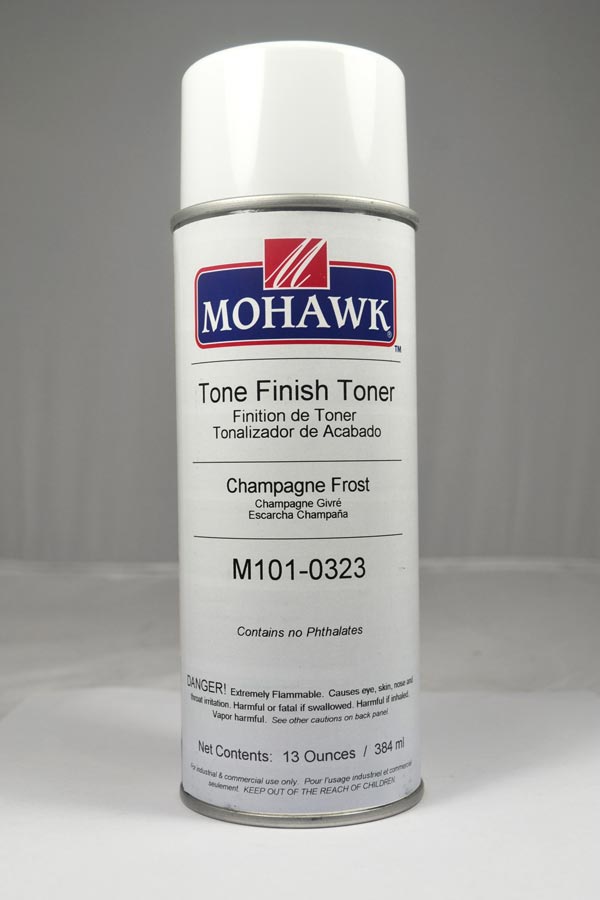 M
MOHAWK®
™
Tone Finish Toner
Finition de Toner
Tonalizador de Acabado
Champagne Frost
Champagne Givré
Escarcha Champaña
M101-0323
Contains no Phthalates
DANGER! Extremely Flammable. Causes eye, skin, nose and
throat irritation. Harmful or fatal if swallowed. Harmful if inhaled.
Vapor harmful. See other cautions on back panel
Net Contents: 13 Ounces / 384 ml
For industrial & commercial use only. Pour l'usage industriel et commercial
seulement. KEEP OUT OF THE REACH OF CHILDREN.